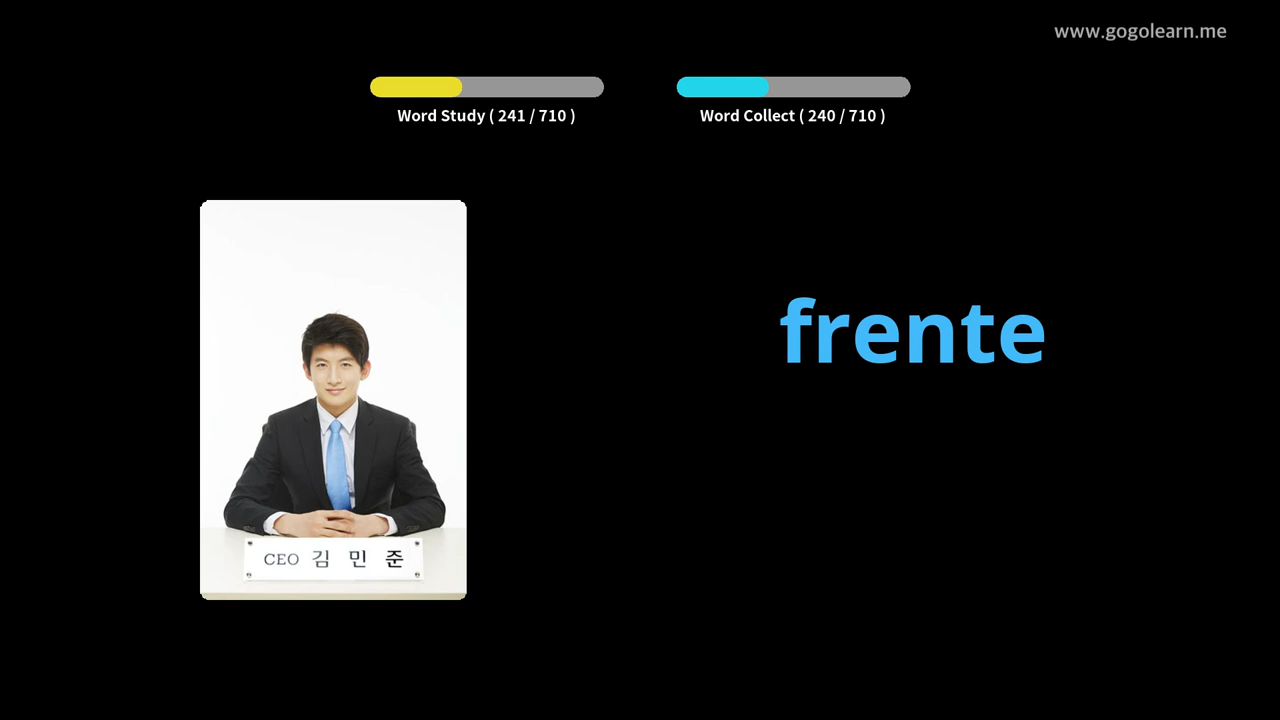 www.gogolearn.me
Word Study ( 241 / 710 )
Word Collect ( 240 / 710 )
frente
CEO 김 민 준